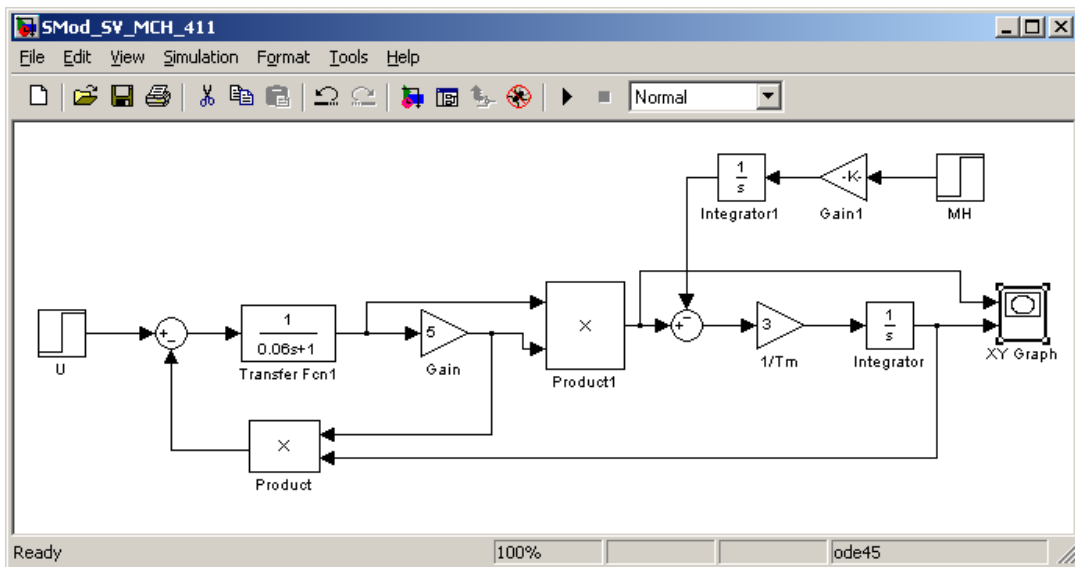 SMod_SV_MCH_411
File Edit View Simulation Format Tools Help
Normal
1
s
Integrator1
-K-
Gain1
MH
U
+
-
1
0.06s+1
Transfer Fcn1
5
Gain
×
Product1
+
-
3
1/Tm
1
s
Integrator
XY Graph
×
Product
Ready 100% ode45